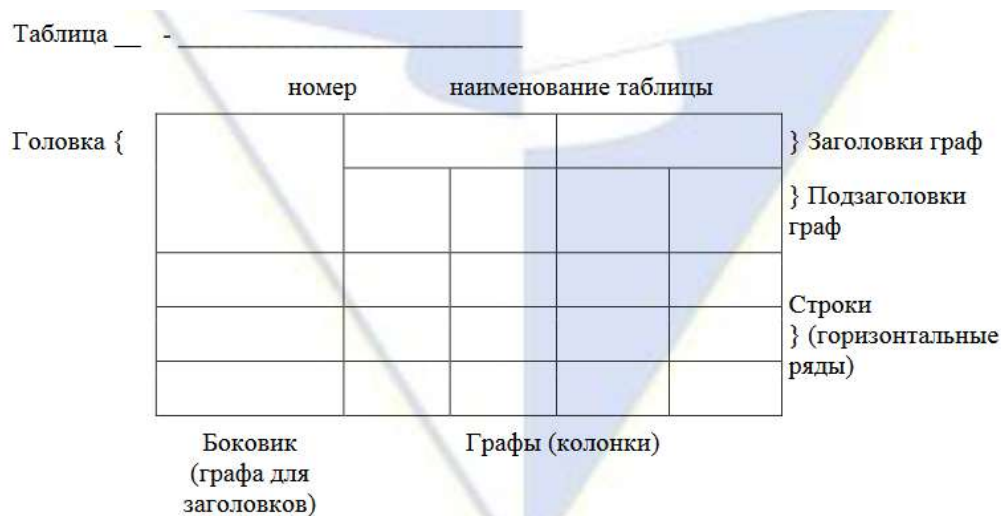 Таблица __ - ______________________________
номер наименование таблицы
Головка {
} Заголовки граф
} Подзаголовки
граф
Строки
} (горизонтальные
ряды)
Боковик
(графа для
заголовков)
Графы (колонки)